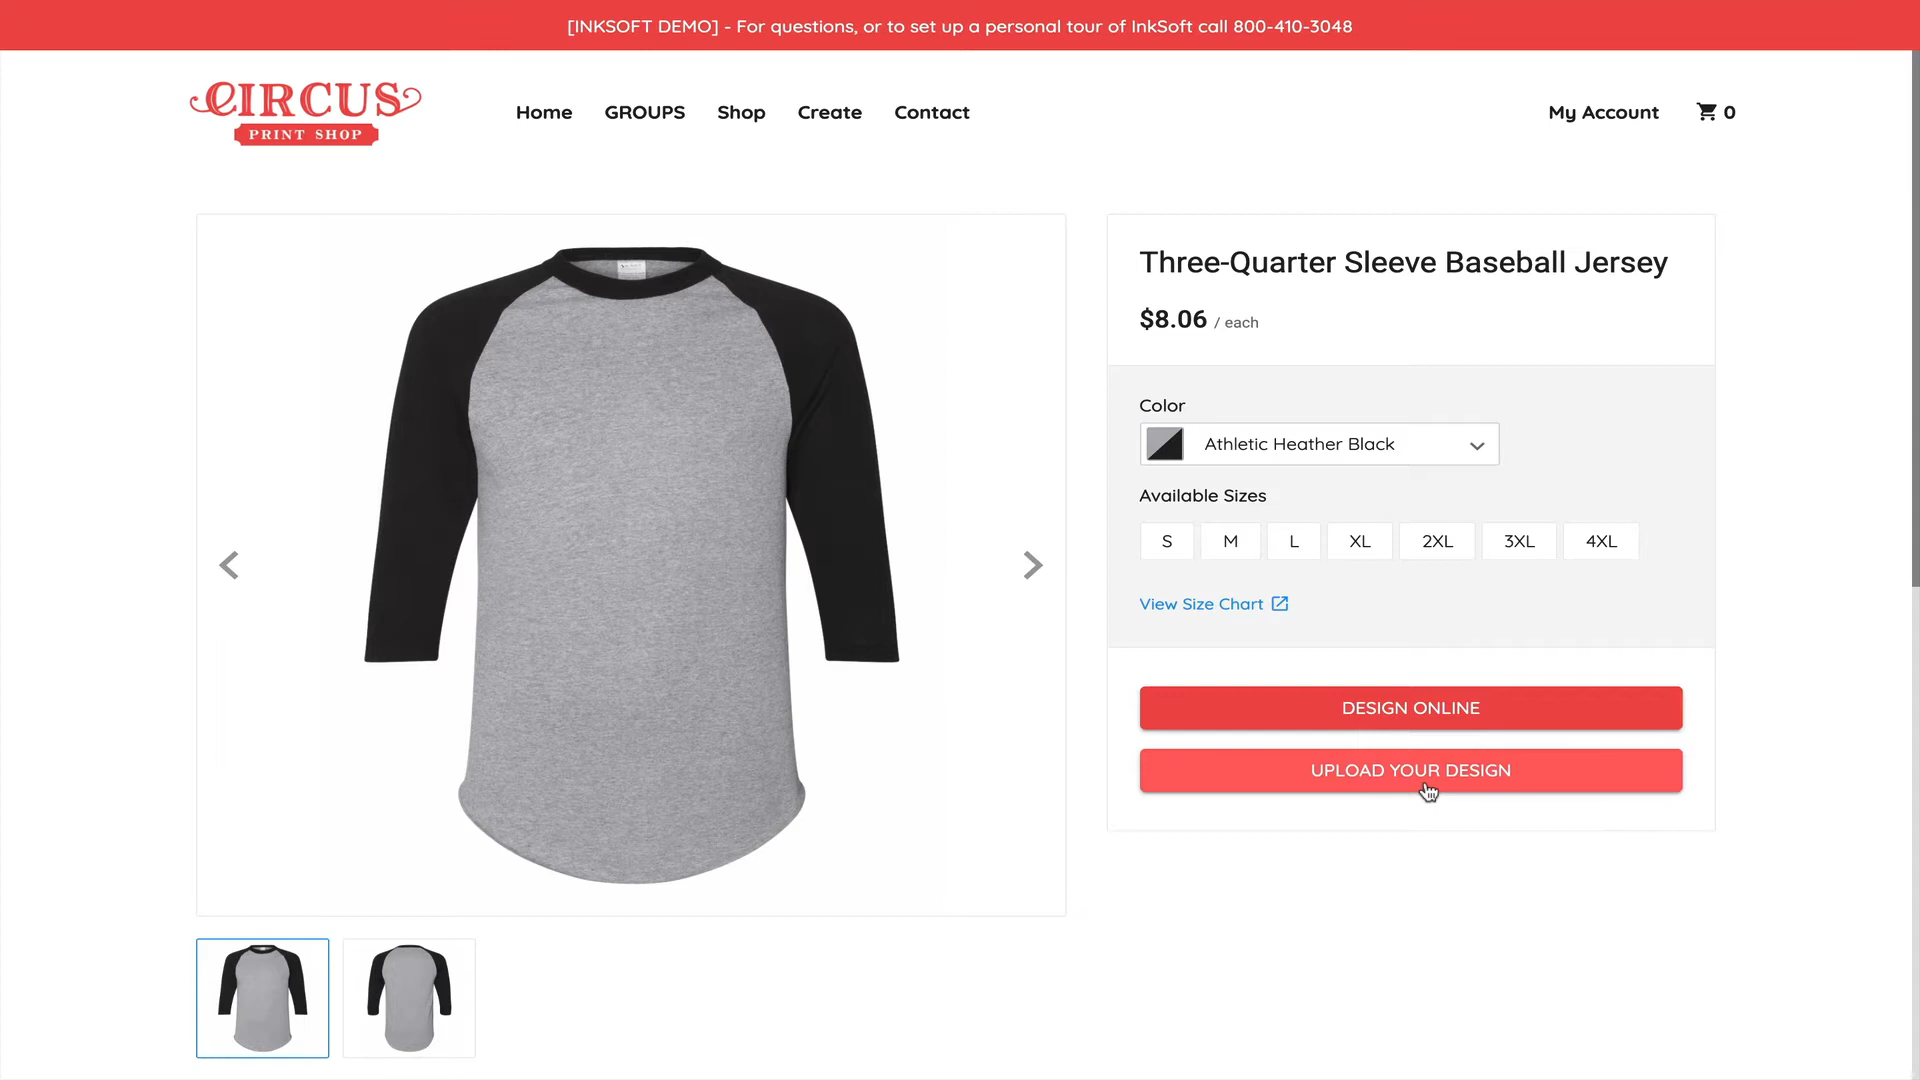 [INKSOFT DEMO] - For questions, or to set up a personal tour of InkSoft call 800-410-3048
CIRCUS
PRINT SHOP
Home
GROUPS
Shop
Create
Contact
My Account
0
Three-Quarter Sleeve Baseball Jersey
$8.06 / each
Color
Athletic Heather Black
Available Sizes
S
M
L
XL
2XL
3XL
4XL
View Size Chart
DESIGN ONLINE
UPLOAD YOUR DESIGN